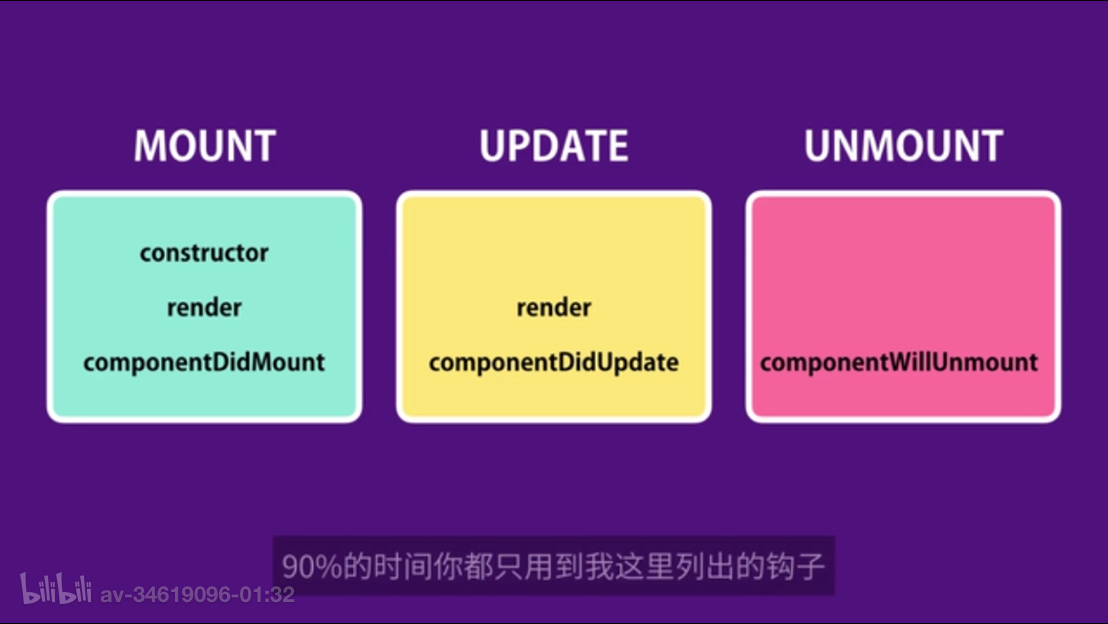 MOUNT
UPDATE
UNMOUNT
constructor
render
componentDidMount
render
componentDidUpdate
componentWillUnmount
90%的时间你都只用到我这里列出的钩子
bilibili av-34619096-01:32